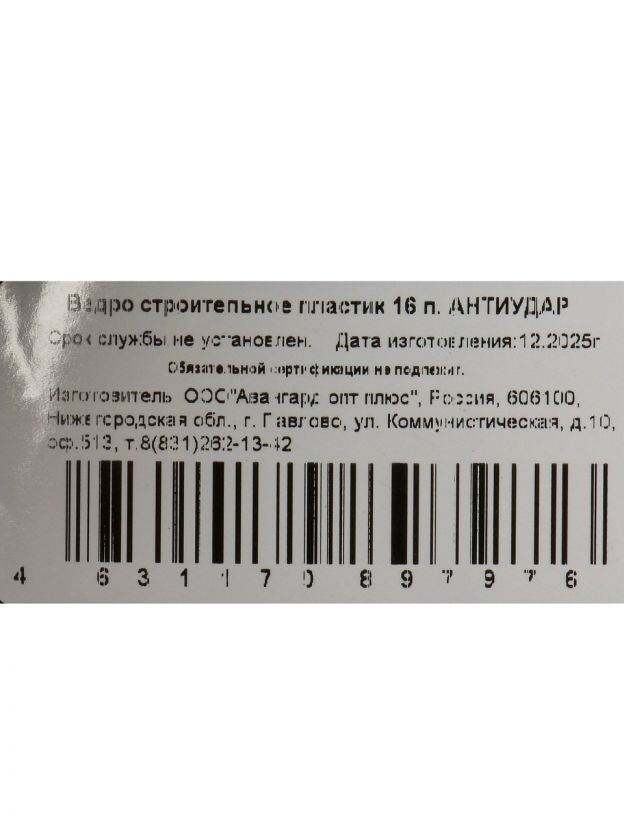 Ведро строительное пластик 16 л. АНТИУДАР
Срок службы не установлен. Дата изготовления:12.2025г
Обязательной сертификации не подлежит.
Изготовитель ООО"Авангард опт плюс", Россия, 606100,
Нижегородская обл., г. Павлово, ул. Коммунистическая, д.10,
оф.513, т.8(831)262-13-42
4 631170 897976